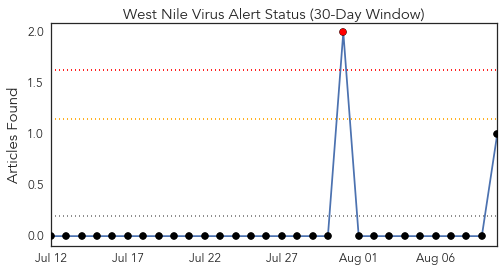 West Nile Virus Alert Status (30-Day Window)
Articles Found
2.0
1.5
1.0
0.5
0.0
Jul 12 Jul 17 Jul 22 Jul 27 Aug 01 Aug 06